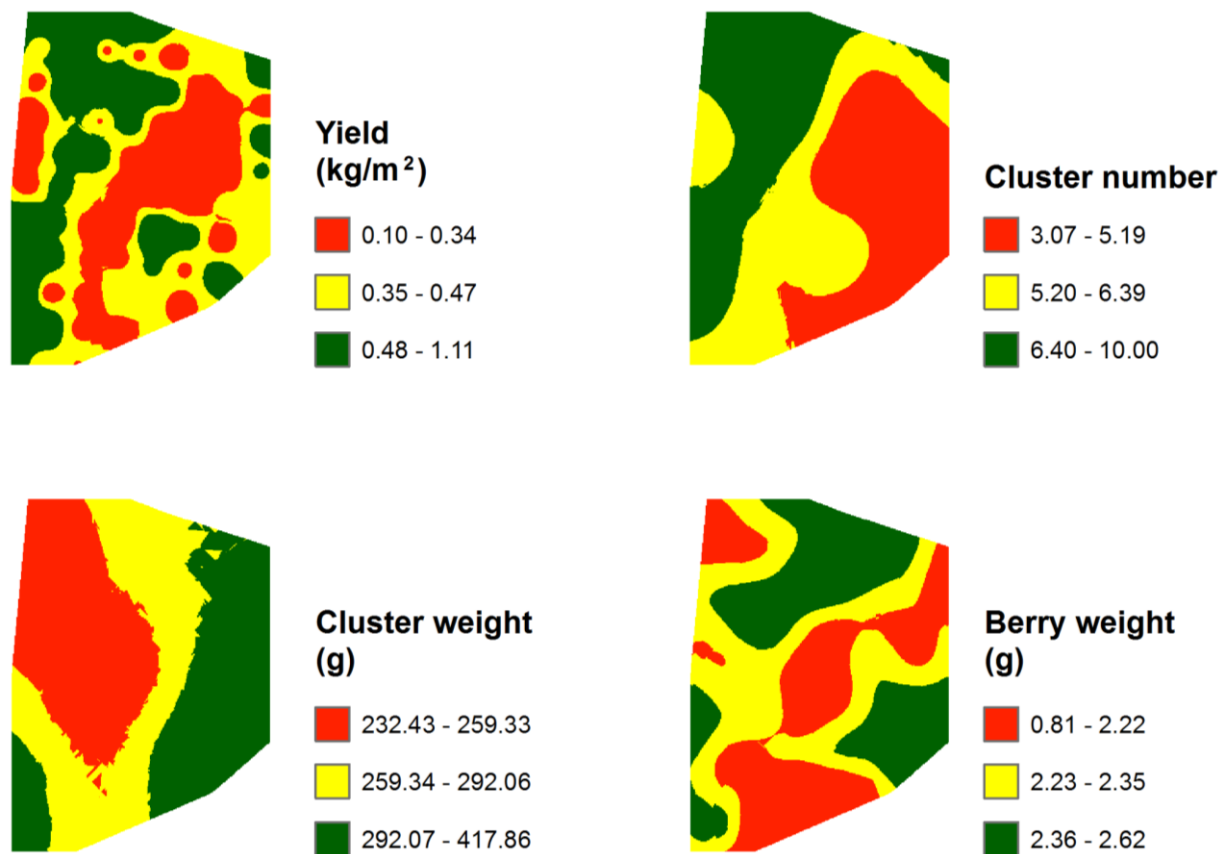 Yield
(kg/m²)
0.10 - 0.34
0.35 - 0.47
0.48 - 1.11
Cluster number
3.07 - 5.19
5.20 - 6.39
6.40 - 10.00
Cluster weight
(g)
232.43 - 259.33
259.34 - 292.06
292.07 - 417.86
Berry weight
(g)
0.81 - 2.22
2.23 - 2.35
2.36 - 2.62